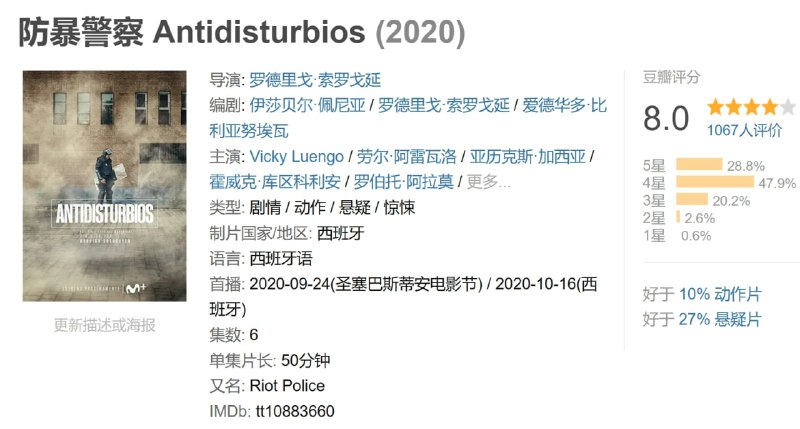 防暴警察 Antidisturbios (2020)
导演: 罗德里戈·索罗戈延
编剧: 伊莎贝尔·佩尼亚 / 罗德里戈·索罗戈延 / 爱德华多·比
利亚努埃瓦
主演: Vicky Luengo / 劳尔·阿雷瓦洛 / 亚历克斯·加西亚 /
霍威克·库区科利安 / 罗伯托·阿拉莫 / 更多...
类型: 剧情 / 动作 / 悬疑 / 惊悚
制片国家/地区: 西班牙
语言: 西班牙语
首播: 2020-09-24(圣塞巴斯蒂安电影节) / 2020-10-16(西
班牙)
集数: 6
单集片长: 50分钟
又名: Riot Police
IMDb: tt10883660
ANTIDISTURBIOS
M+
更新描述或海报
豆瓣评分
8.0
1067人评价
5星 28.8%
4星 47.9%
3星 20.2%
2星 2.6%
1星 0.6%
好于 10% 动作片
好于 27% 悬疑片